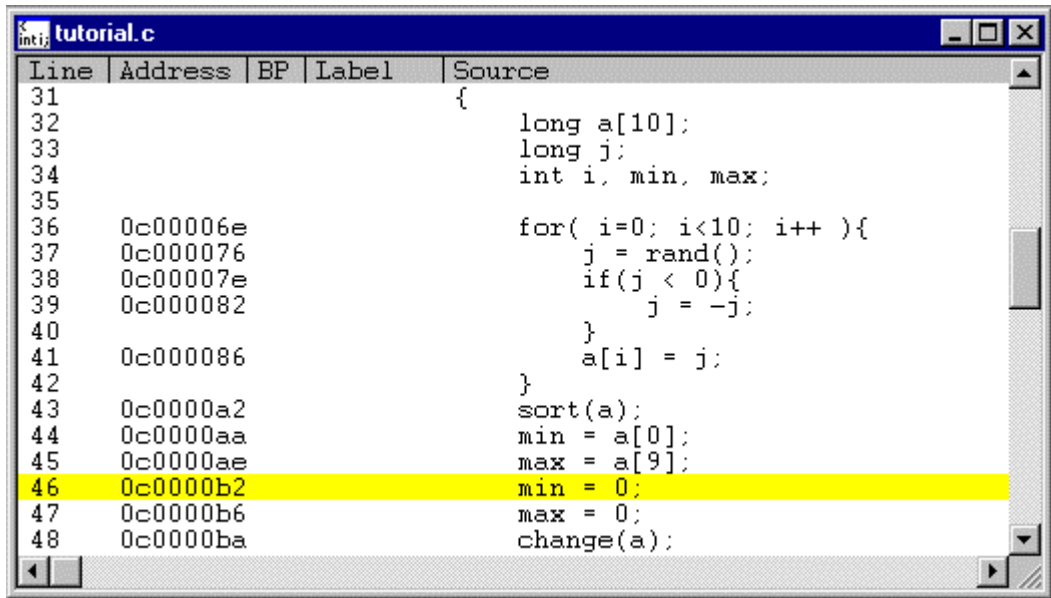 tutorial.c
Line Address BP Label Source
31 {
32 long a[10];
33 long j;
34 int i, min, max;
35
36 0c00006e for( i=0; i<10; i++ ){
37 0c000076 j = rand();
38 0c00007e if(j < 0){
39 0c000082 j = -j;
40 }
41 0c000086 a[i] = j;
42 }
43 0c0000a2 sort(a);
44 0c0000aa min = a[0];
45 0c0000ae max = a[9];
46 0c0000b2 min = 0;
47 0c0000b6 max = 0;
48 0c0000ba change(a);